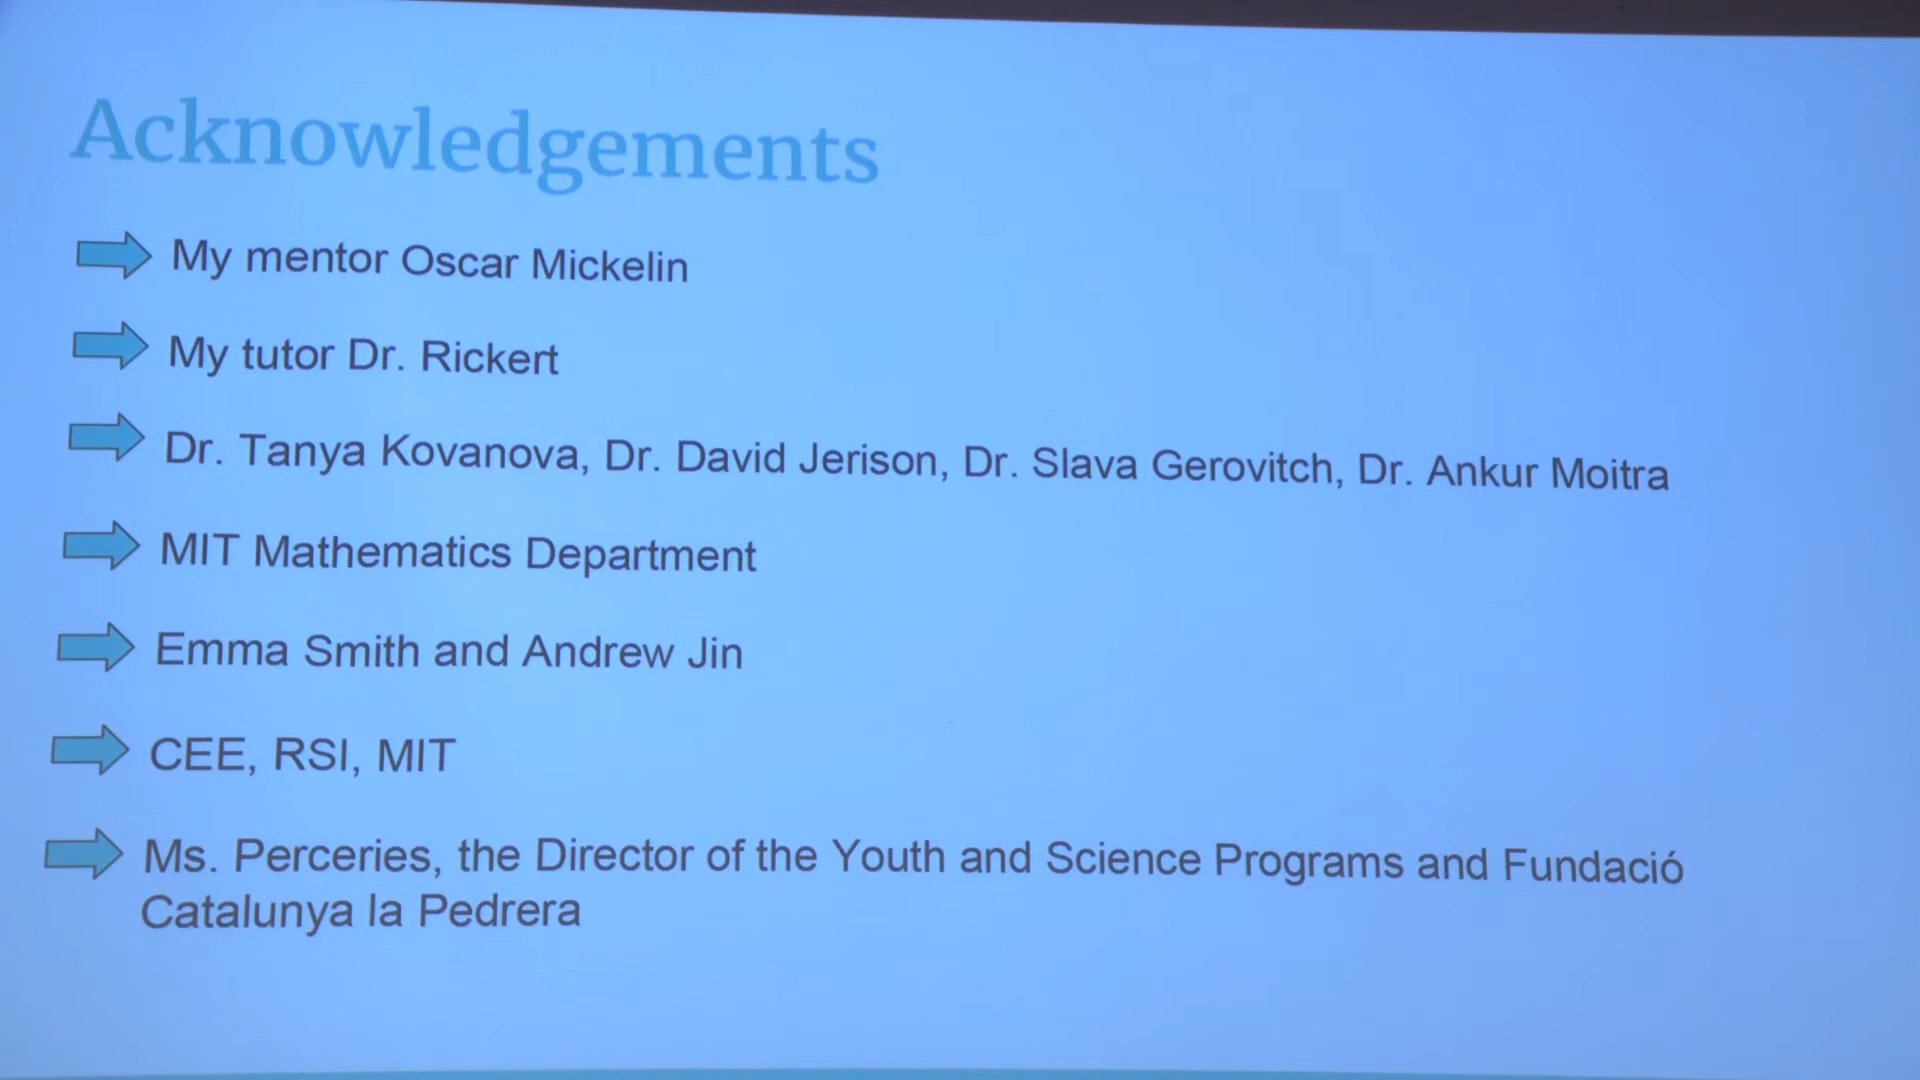 Acknowledgements
My mentor Oscar Mickelin
My tutor Dr. Rickert
Dr. Tanya Kovanova, Dr. David Jerison, Dr. Slava Gerovitch, Dr. Ankur Moitra
MIT Mathematics Department
Emma Smith and Andrew Jin
CEE, RSI, MIT
Ms. Perceries, the Director of the Youth and Science Programs and Fundació
Catalunya la Pedrera